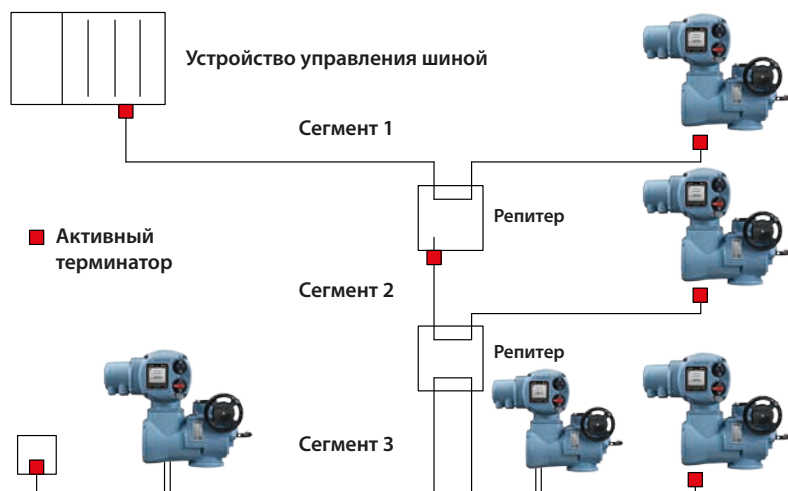 Устройство управления шиной
Сегмент 1
Репитер
Активный
терминатор
Сегмент 2
Репитер
Сегмент 3